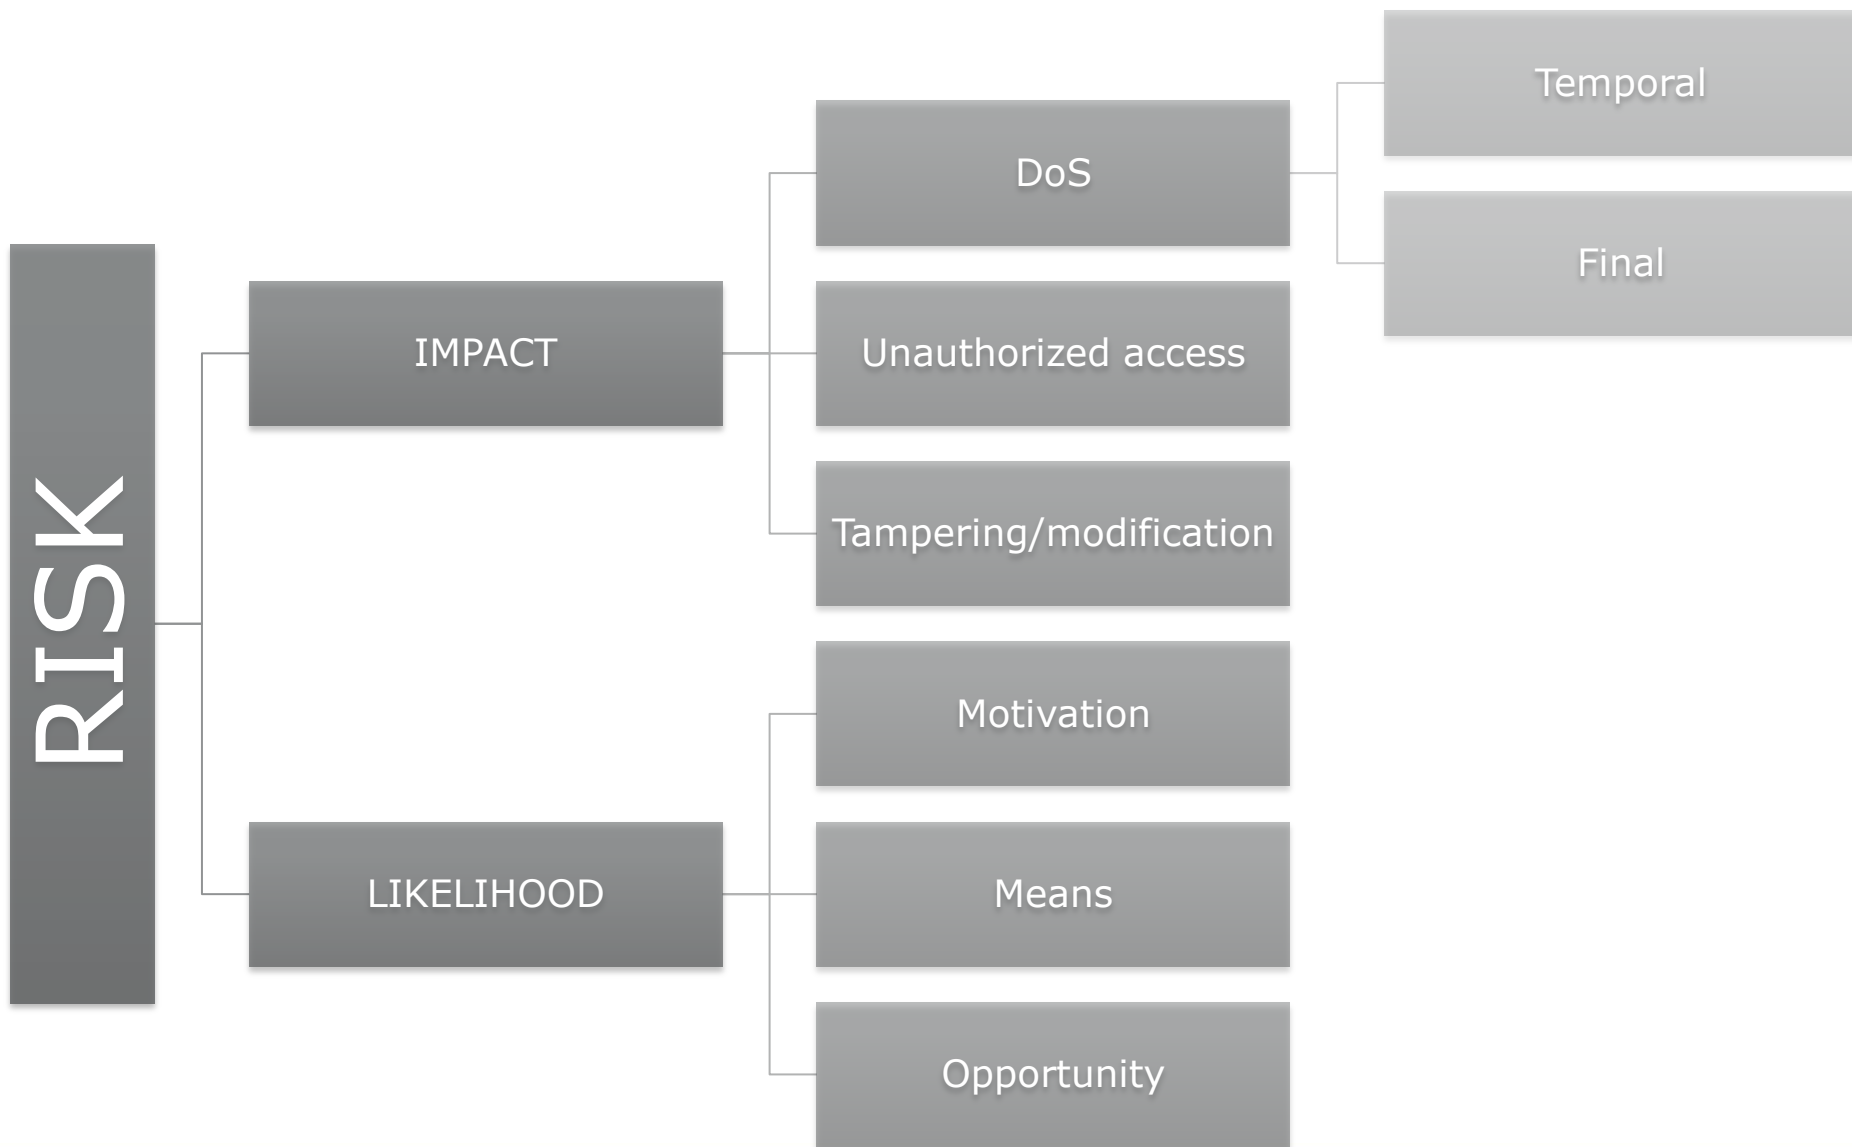 RISK
IMPACT
DoS
Temporal
Final
Unauthorized access
Tampering/modification
LIKELIHOOD
Motivation
Means
Opportunity